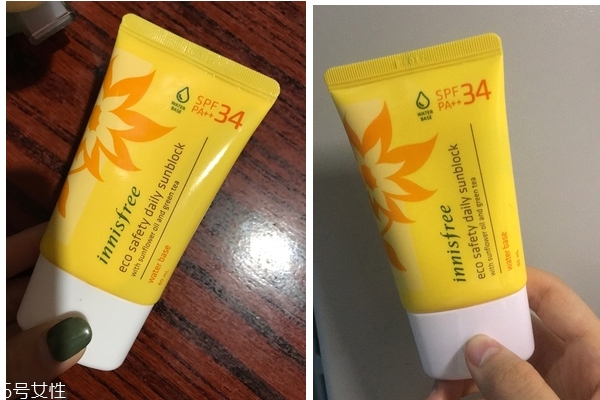 WATER
BASE
SPF
PA++ 34
innisfree
eco safety daily sunblock
with sunflower oil and green tea
water base
5号女性
WATER
BASE
SPF
PA++ 34
innisfree
eco safety daily sunblock
with sunflower oil and green tea
water base